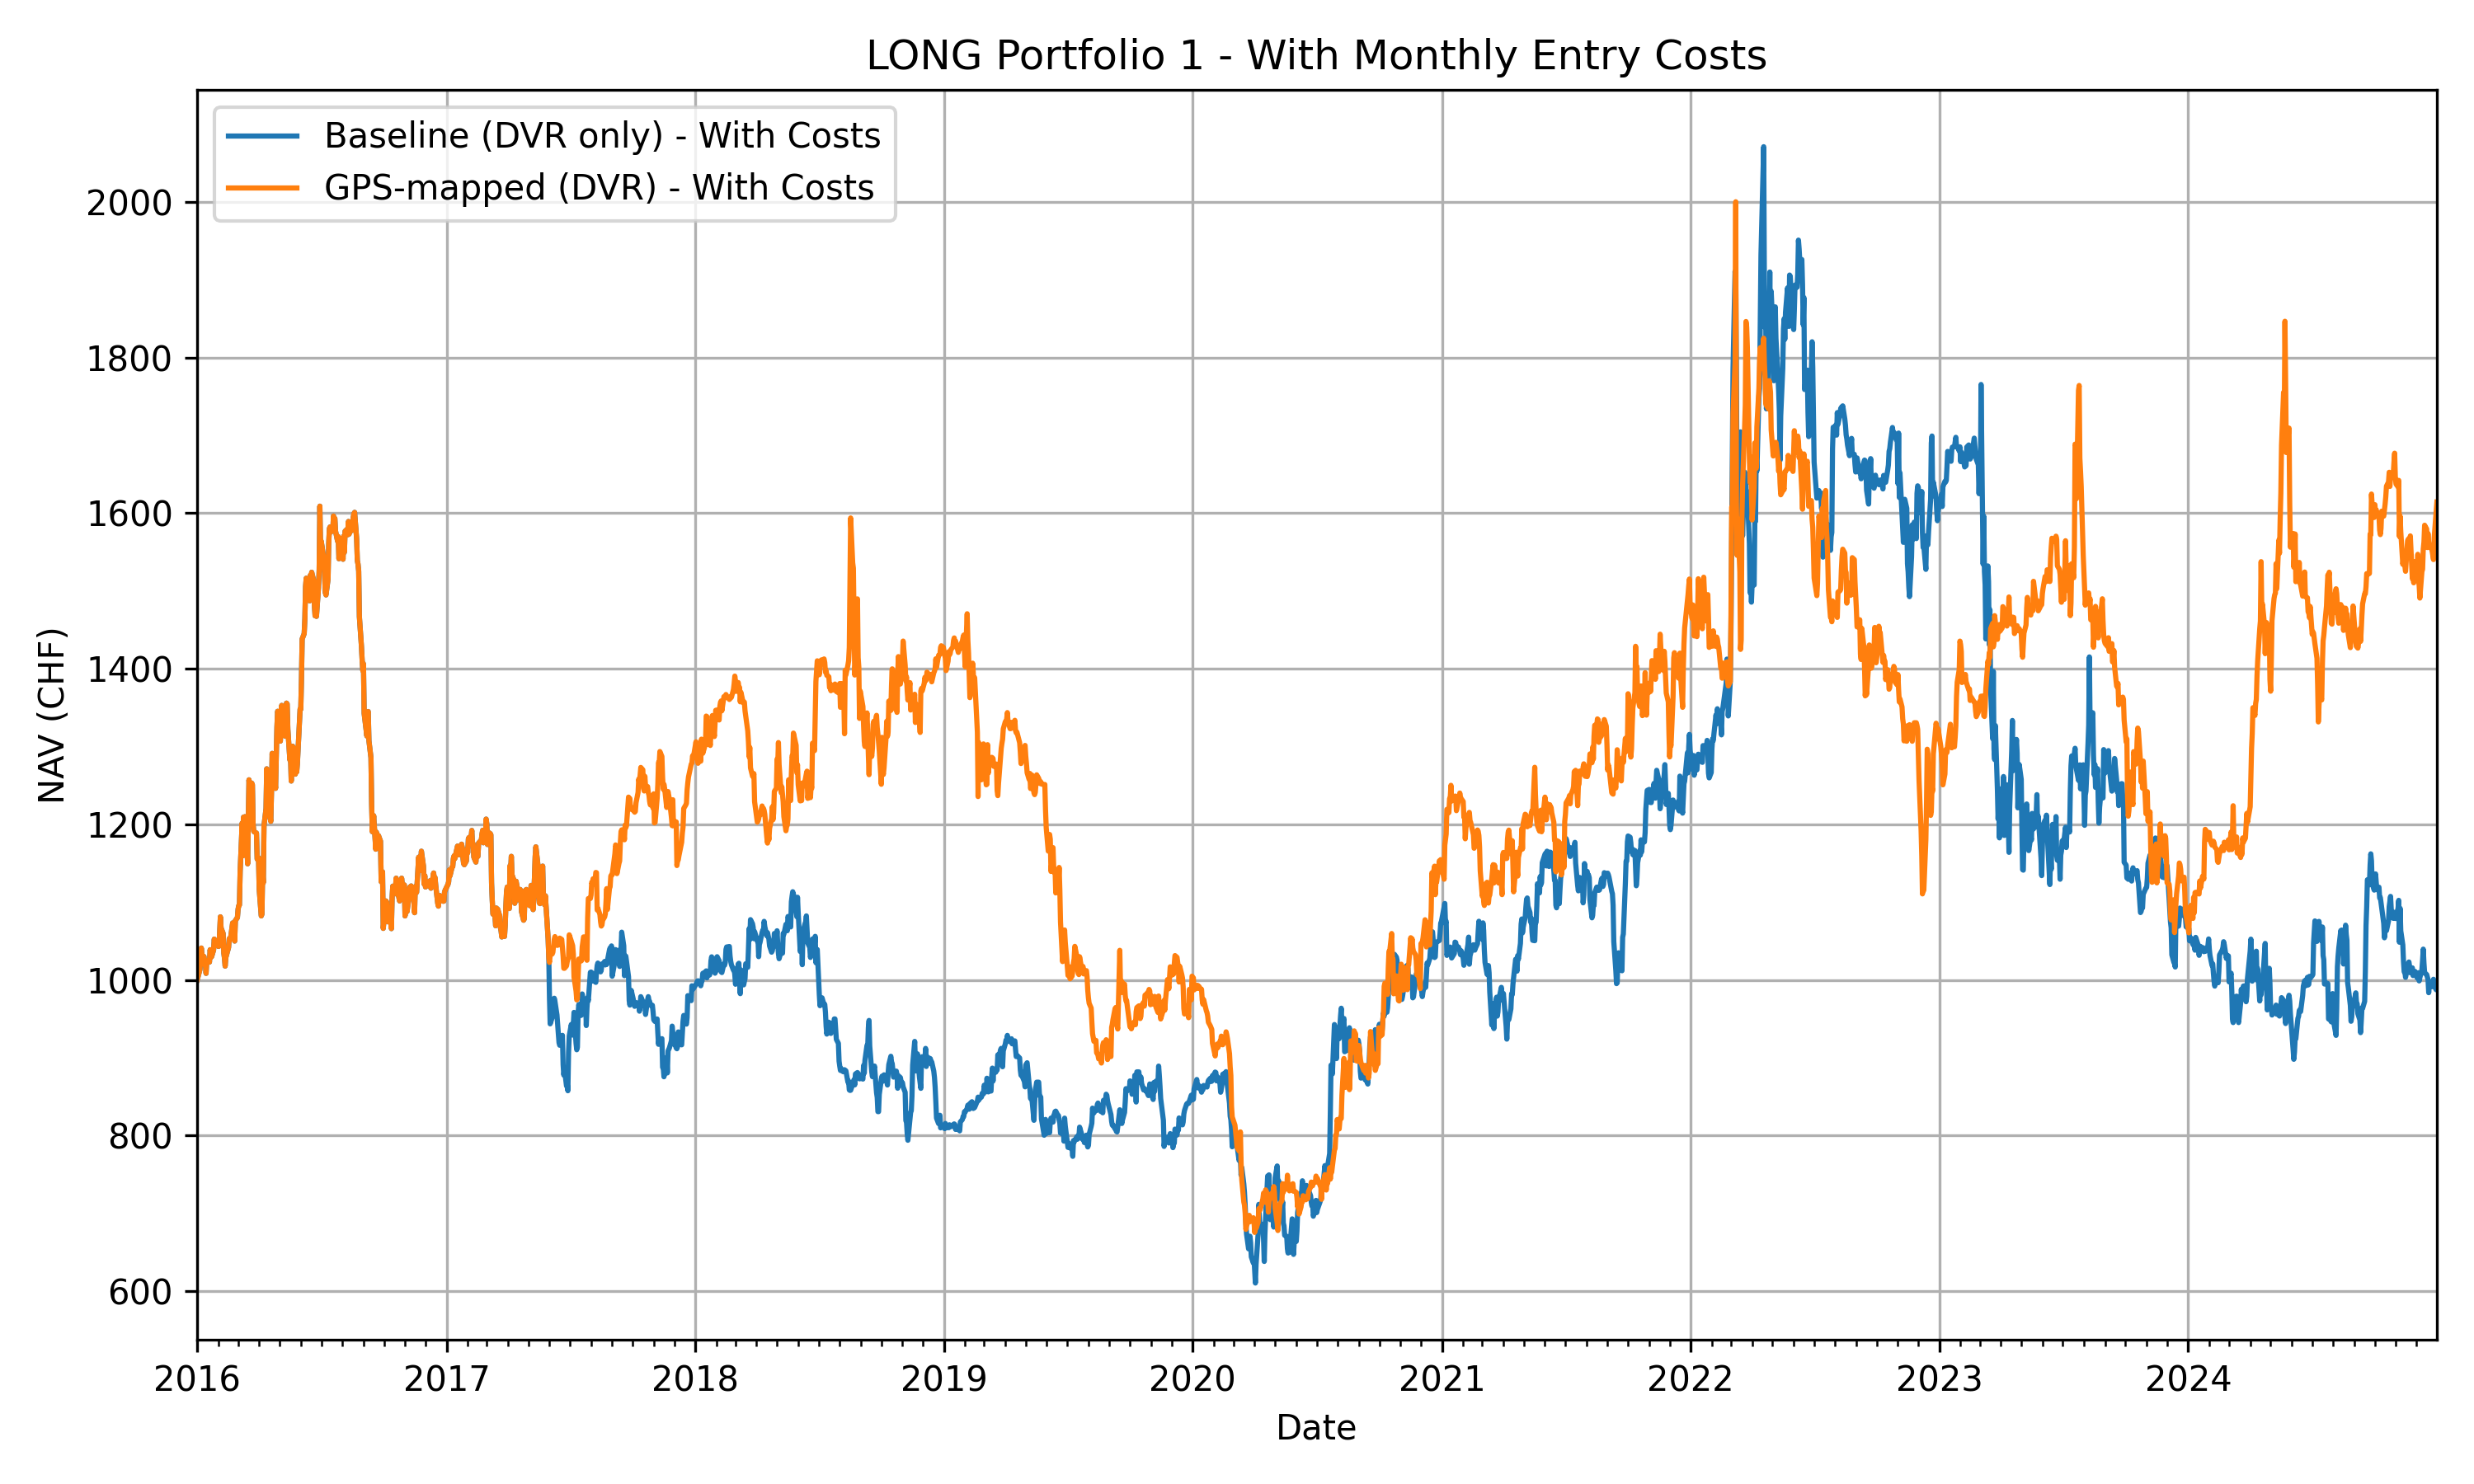 LONG Portfolio 1 - With Monthly Entry Costs
Baseline (DVR only) - With Costs
GPS-mapped (DVR) - With Costs
NAV (CHF)
2000
1800
1600
1400
1200
1000
800
600
2016 2017 2018 2019 2020 2021 2022 2023 2024
Date